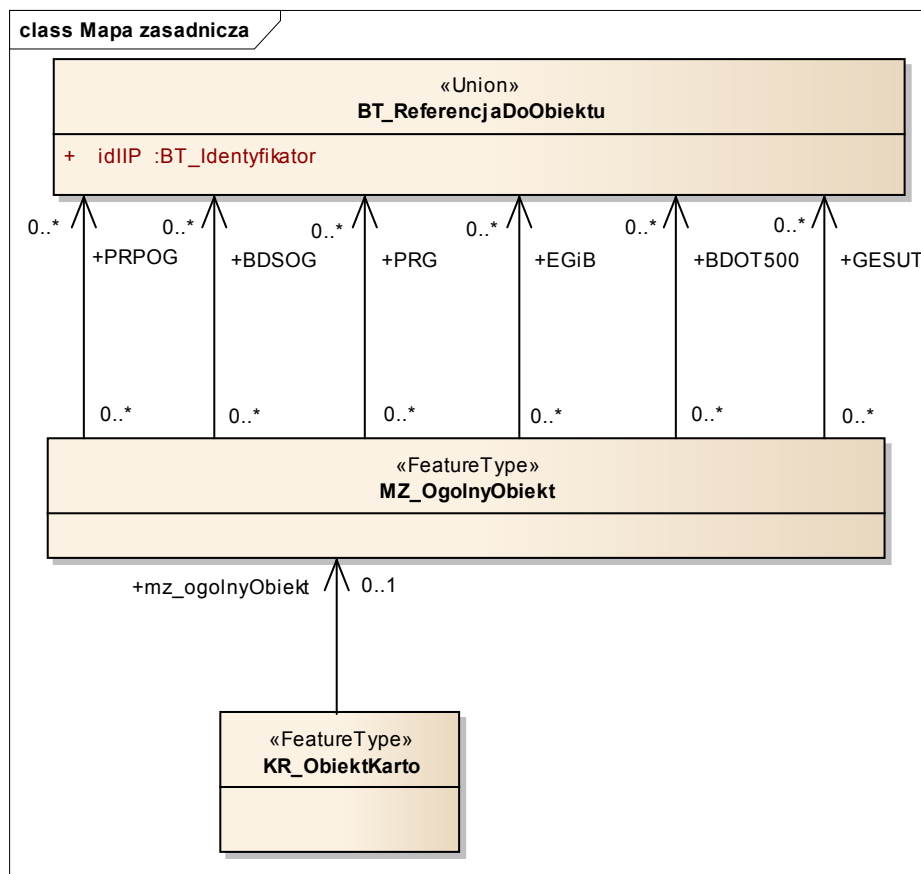 class Mapa zasadnicza
«Union»
BT_ReferencjaDoObiektu
+ idIIP :BT_Identyfikator
0..* 0..* 0..* 0..* 0..* 0..*
+PRPOG +BDSOG +PRG +EGiB +BDOT500 +GESUT
0..* 0..* 0..* 0..* 0..* 0..*
«FeatureType»
MZ_OgolnyObiekt
+mz_ogolnyObiekt 0..1
«FeatureType»
KR_ObiektKarto